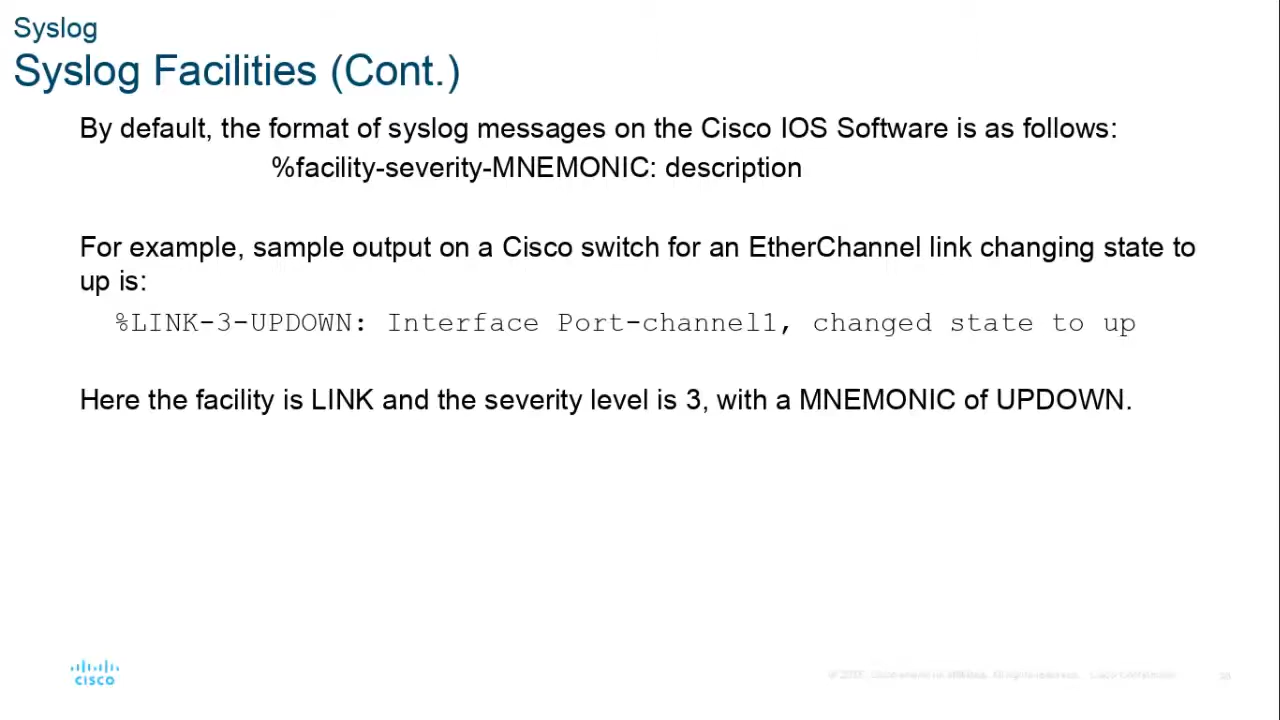 Syslog
Syslog Facilities (Cont.)
By default, the format of syslog messages on the Cisco IOS Software is as follows:
%facility-severity-MNEMONIC: description
For example, sample output on a Cisco switch for an EtherChannel link changing state to
up is:
%LINK-3-UPDOWN: Interface Port-channel1, changed state to up
Here the facility is LINK and the severity level is 3, with a MNEMONIC of UPDOWN.
CISCO
All rights reserved.